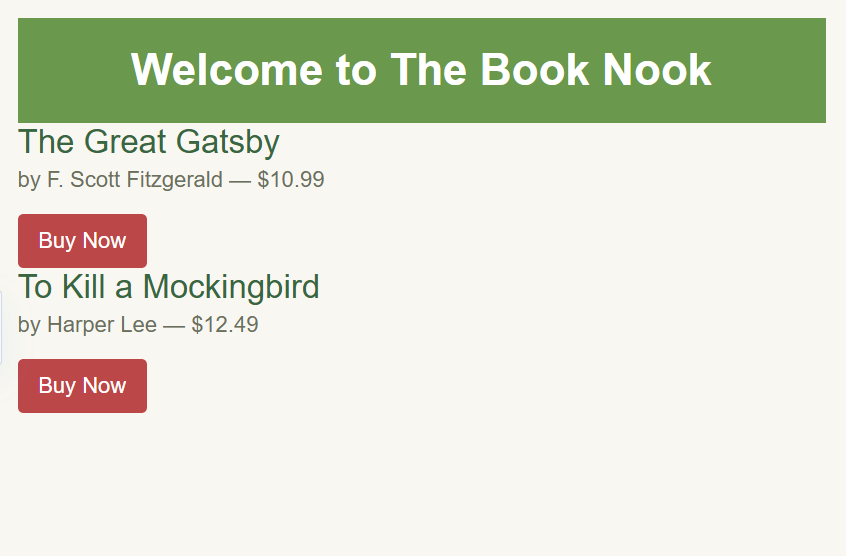 Welcome to The Book Nook
The Great Gatsby
by F. Scott Fitzgerald — $10.99
Buy Now
To Kill a Mockingbird
by Harper Lee — $12.49
Buy Now